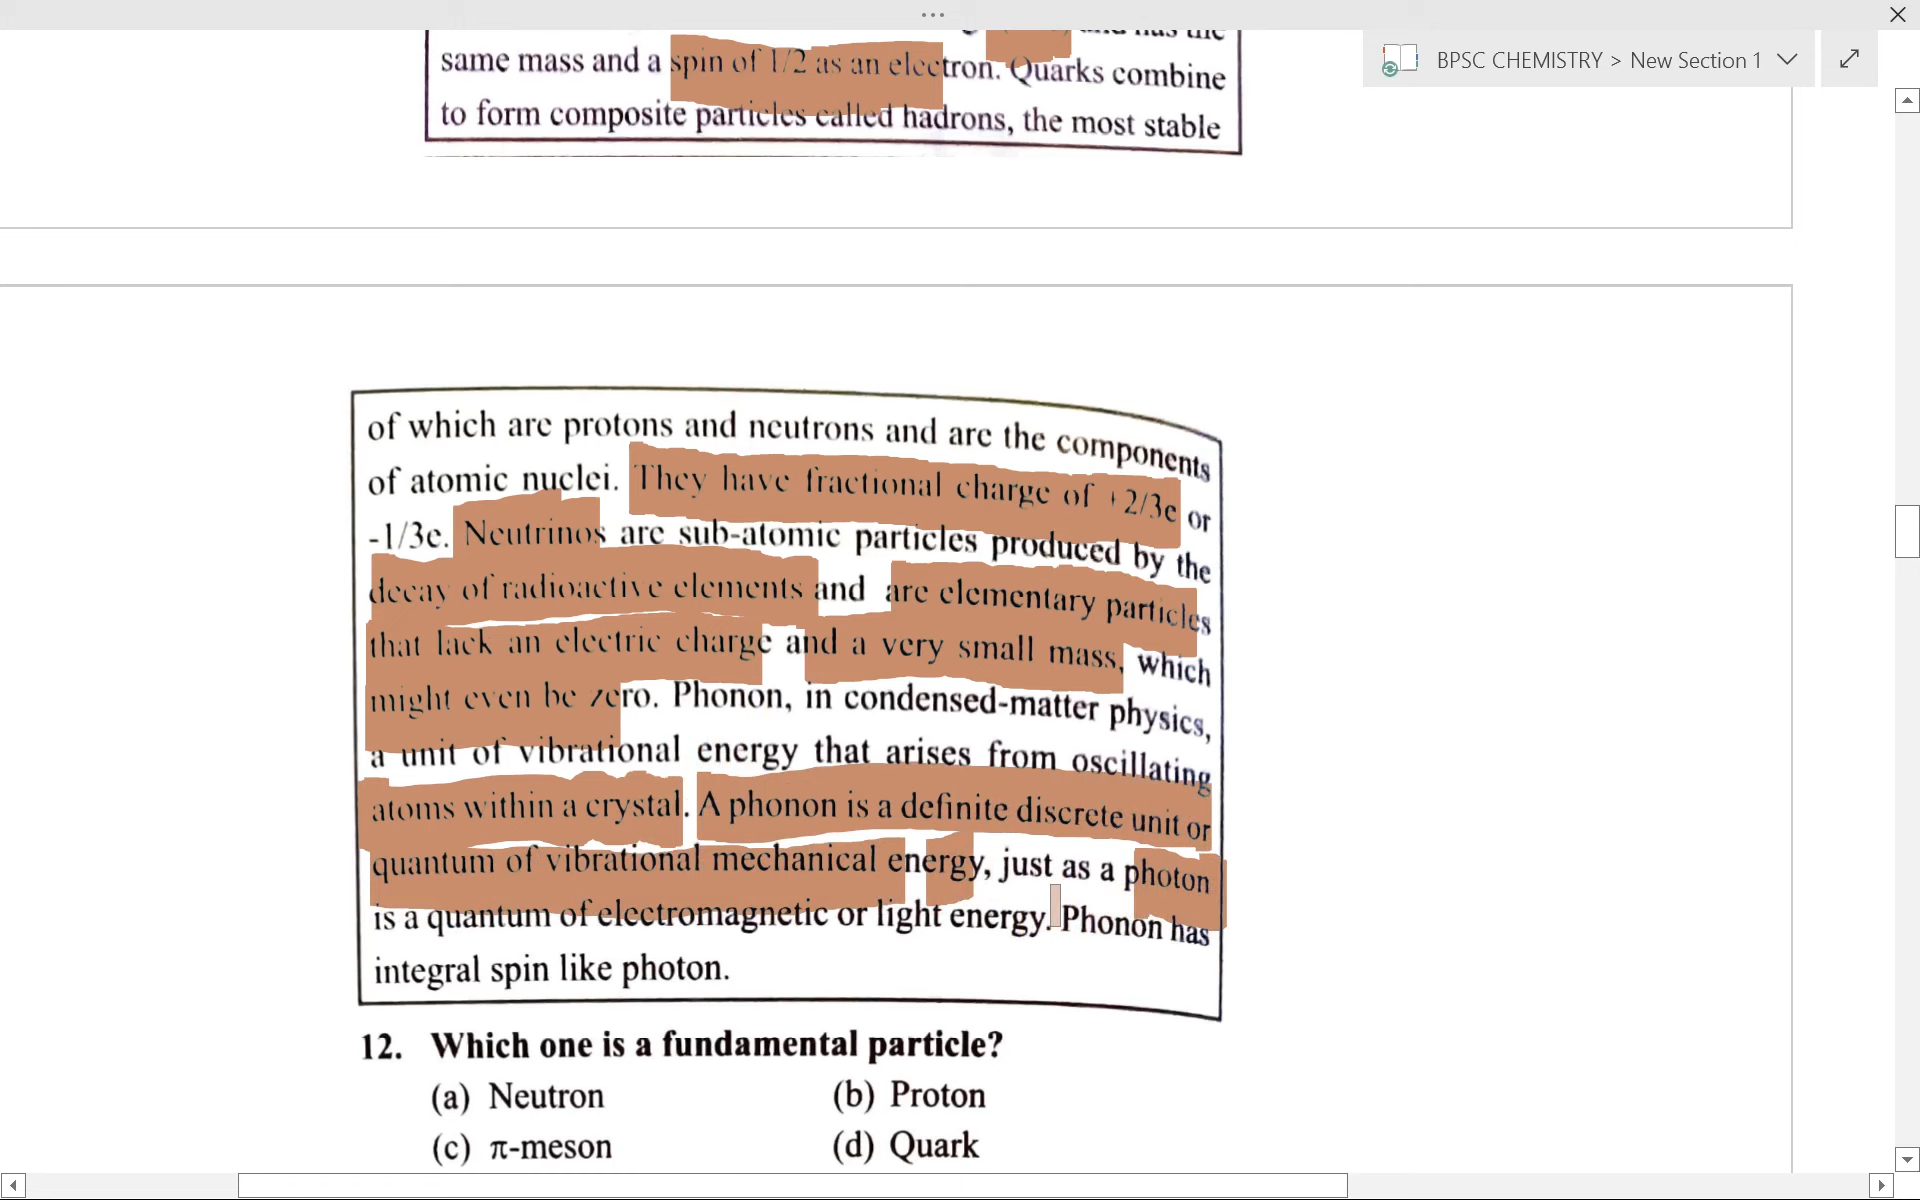 BPSC CHEMISTRY > New Section 1
same mass and a spin of 1/2 as an electron. Quarks combine
to form composite particles called hadrons, the most stable
of which are protons and neutrons and are the components
of atomic nuclei. They have fractional charge of +2/3e or
-1/3e. Neutrinos are sub-atomic particles produced by the
decay of radioactive elements and are elementary particles
that lack an electric charge and a very small mass, which
might even be zero. Phonon, in condensed-matter physics,
a unit of vibrational energy that arises from oscillating
atoms within a crystal. A phonon is a definite discrete unit or
quantum of vibrational mechanical energy, just as a photon
is a quantum of electromagnetic or light energy. Phonon has
integral spin like photon.
12. Which one is a fundamental particle?
(a) Neutron (b) Proton
(c) π-meson (d) Quark